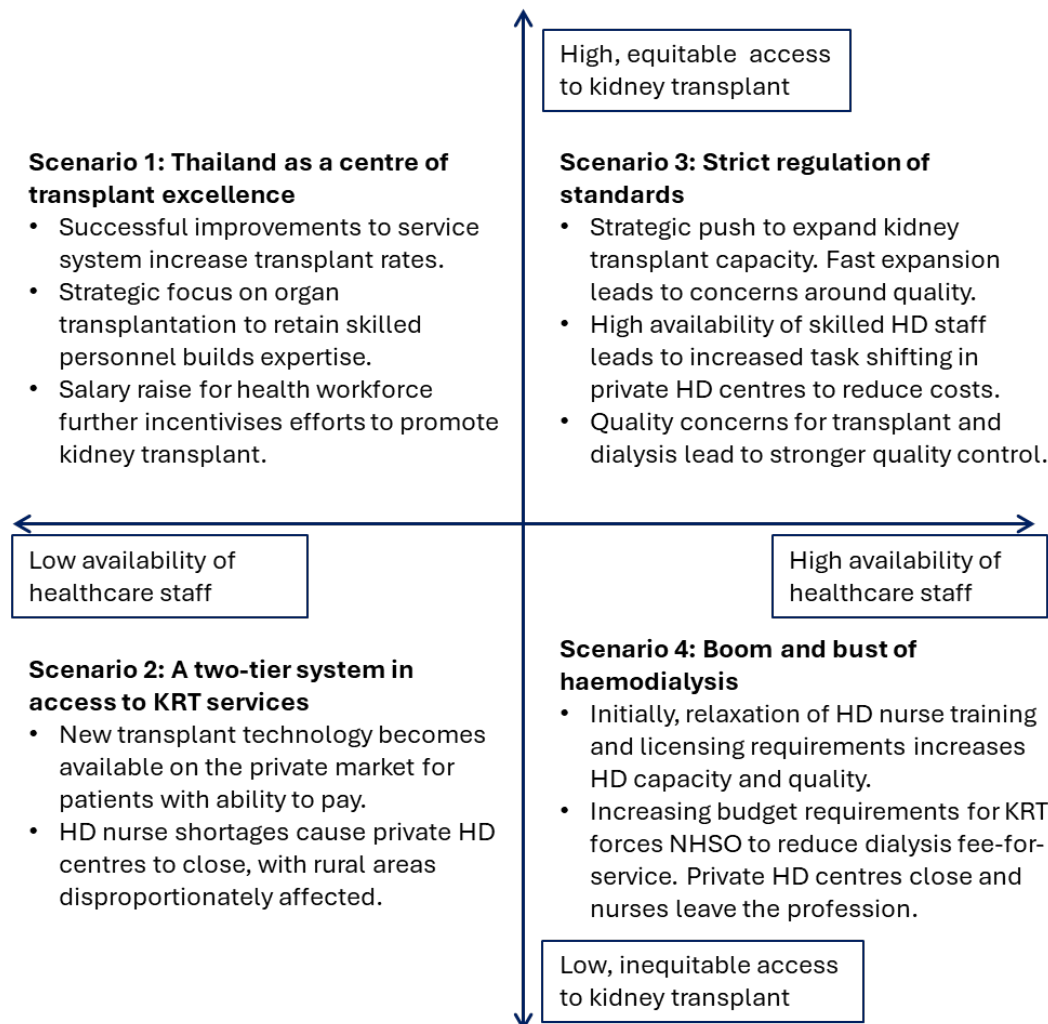 High, equitable access
to kidney transplant
Scenario 1: Thailand as a centre of
transplant excellence
• Successful improvements to service
system increase transplant rates.
• Strategic focus on organ
transplantation to retain skilled
personnel builds expertise.
• Salary raise for health workforce
further incentivises efforts to promote
kidney transplant.
Scenario 3: Strict regulation of
standards
• Strategic push to expand kidney
transplant capacity. Fast expansion
leads to concerns around quality.
• High availability of skilled HD staff
leads to increased task shifting in
private HD centres to reduce costs.
• Quality concerns for transplant and
dialysis lead to stronger quality control.
Low availability of
healthcare staff
High availability of
healthcare staff
Scenario 2: A two-tier system in
access to KRT services
• New transplant technology becomes
available on the private market for
patients with ability to pay.
• HD nurse shortages cause private HD
centres to close, with rural areas
disproportionately affected.
Scenario 4: Boom and bust of
haemodialysis
• Initially, relaxation of HD nurse training
and licensing requirements increases
HD capacity and quality.
• Increasing budget requirements for KRT
forces NHSO to reduce dialysis fee-for-
service. Private HD centres close and
nurses leave the profession.
Low, inequitable access
to kidney transplant